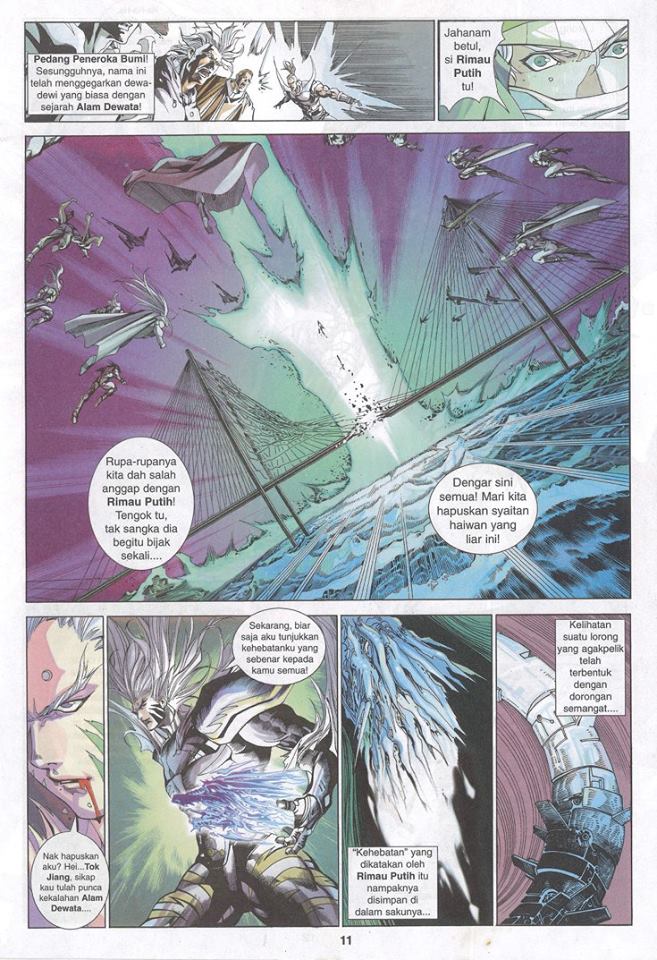 Pedang Peneroka Bumi!
Sesungguhnya, nama ini
telah menggegarkan dewa-
dewi yang biasa dengan
sejarah Alam Dewata!
Jahanam
betul,
si Rimau
Putih
tu!
Rupa-rupanya
kita dah salah
anggap dengan
Rimau Putih!
Tengok tu,
tak sangka dia
begitu bijak
sekali....
Dengar sini
semua! Mari kita
hapuskan syaitan
haiwan yang
liar ini!
Nak hapuskan
aku? Hei...Tok
Jiang, sikap
kau tulah punca
kekalahan Alam
Dewata....
Sekarang, biar
saja aku tunjukkan
kehebatanku yang
sebenar kepada
kamu semua!
"Kehebatan" yang
dikatakan oleh
Rimau Putih itu
nampaknya
disimpan di
dalam sakunya...
Kelihatan
suatu lorong
yang agakpelik
telah
terbentuk
dengan
dorongan
semangat....
11